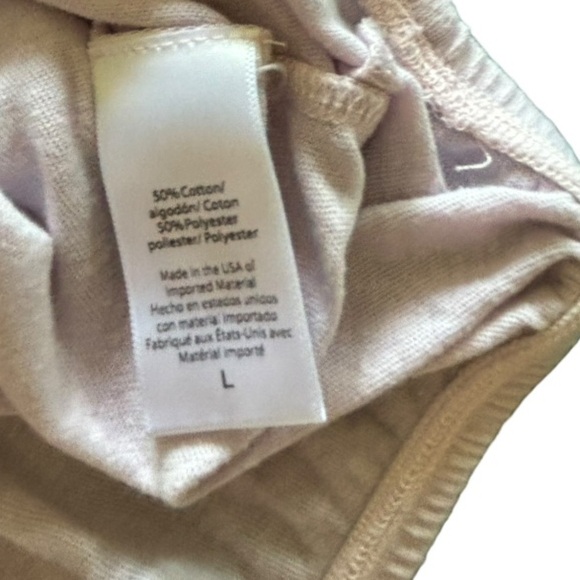 50% Cotton/
algodón/ Coton
50% Polyester
poliester/ Polyester
Made in the USA of
Imported Material
Hecho en estados unidos
con material importado
Fabriqué aux États-Unis avec
Matérial importé
L